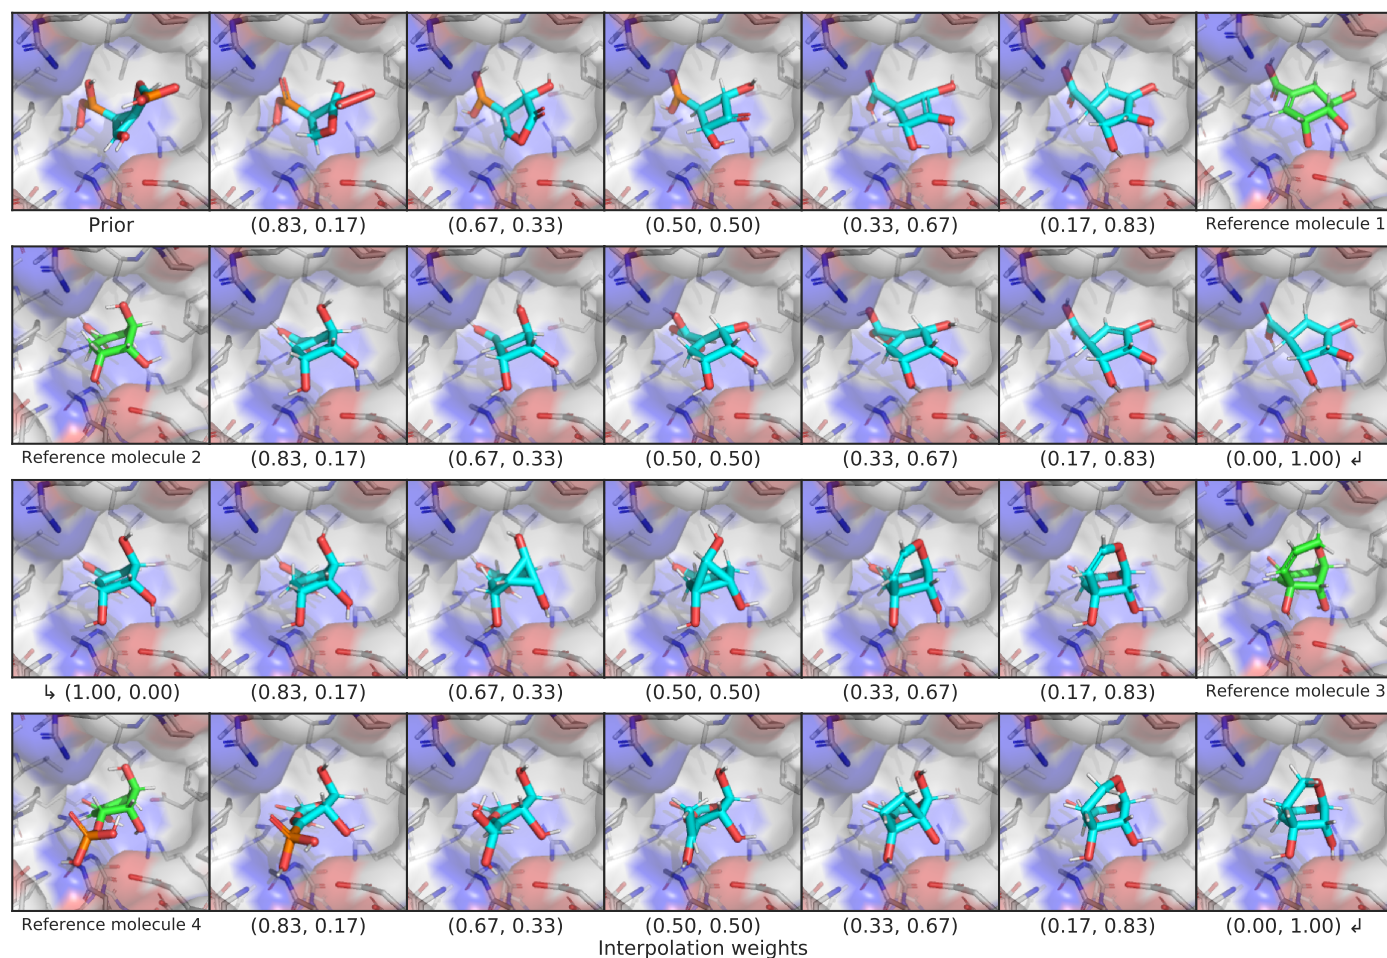 Prior (0.83, 0.17) (0.67, 0.33) (0.50, 0.50) (0.33, 0.67) (0.17, 0.83) Reference molecule 1
Reference molecule 2 (0.83, 0.17) (0.67, 0.33) (0.50, 0.50) (0.33, 0.67) (0.17, 0.83) (0.00, 1.00) ↲
↳ (1.00, 0.00) (0.83, 0.17) (0.67, 0.33) (0.50, 0.50) (0.33, 0.67) (0.17, 0.83) Reference molecule 3
Reference molecule 4 (0.83, 0.17) (0.67, 0.33) (0.50, 0.50) (0.33, 0.67) (0.17, 0.83) (0.00, 1.00) ↲
Interpolation weights